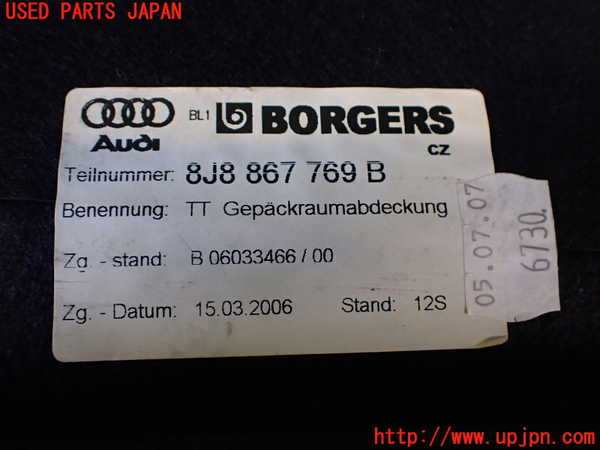 USED PARTS JAPAN
Audi
BL1 BORGERS
CZ
Teilnummer: 8J8 867 769 B
Benennung: TT Gepäckraumabdeckung
Zg. - stand: B 06033466 / 00
Zg. - Datum: 15.03.2006 Stand: 12S
05.07.07
6730.
http://www.upjpn.com/